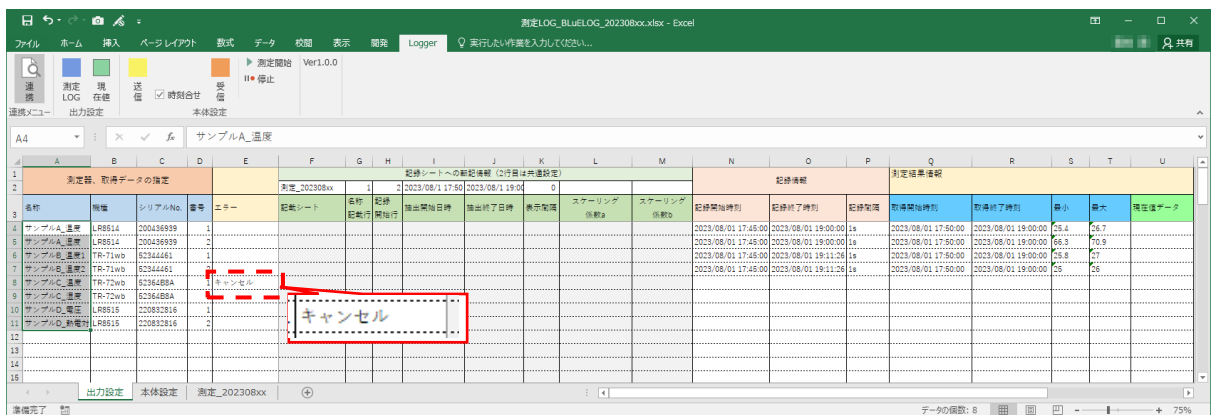 測定LOG_BLuELOG_202308xx.xlsx - Excel
ファイル ホーム 挿入 ページ レイアウト 数式 データ 校閲 表示 開発 Logger 実行したい作業を入力してください... 共有
連携 測定LOG 現在値 送信 時刻合せ 受信 測定開始 停止 Ver1.0.0
連携メニュー 出力設定 本体設定
A4 fx サンプルA_温度
A B C D E F G H I J K L M N O P Q R S T U
1 測定器、取得データの指定 記録シートへの転記情報（2行目は共通設定） 記録情報 測定結果情報
2 測定_202308xx 1 2 2023/08/1 17:50 2023/08/1 19:00 0
3 名称 機種 シリアルNo. 番号 エラー 記載シート 名称記載行 記録開始行 抽出開始日時 抽出終了日時 表示間隔 スケーリング係数a スケーリング係数b 記録開始時刻 記録終了時刻 記録間隔 取得開始時刻 取得終了時刻 最小 最大 現在値データ
4 サンプルA_温度 LR8514 200436939 1 2023/08/01 17:45:00 2023/08/01 19:00:00 1s 2023/08/01 17:50:00 2023/08/01 19:00:00 25.4 26.7
5 サンプルA_湿度 LR8514 200436939 2 2023/08/01 17:45:00 2023/08/01 19:00:00 1s 2023/08/01 17:50:00 2023/08/01 19:00:00 66.3 70.9
6 サンプルB_温度1 TR-71wb 52344461 1 2023/08/01 17:45:00 2023/08/01 19:11:26 1s 2023/08/01 17:50:00 2023/08/01 19:00:00 25.8 27
7 サンプルB_温度2 TR-71wb 52344461 2 2023/08/01 17:45:00 2023/08/01 19:11:26 1s 2023/08/01 17:50:00 2023/08/01 19:00:00 25 26
8 サンプルC_温度 TR-72wb 52364B8A 1 キャンセル
9 サンプルC_湿度 TR-72wb 52364B8A
10 サンプルD_電圧 LR8515 220832816 1
キャンセル
11 サンプルD_熱電対 LR8515 220832816 2
12
13
14
15
出力設定 本体設定 測定_202308xx
準備完了 データの個数: 8 75%